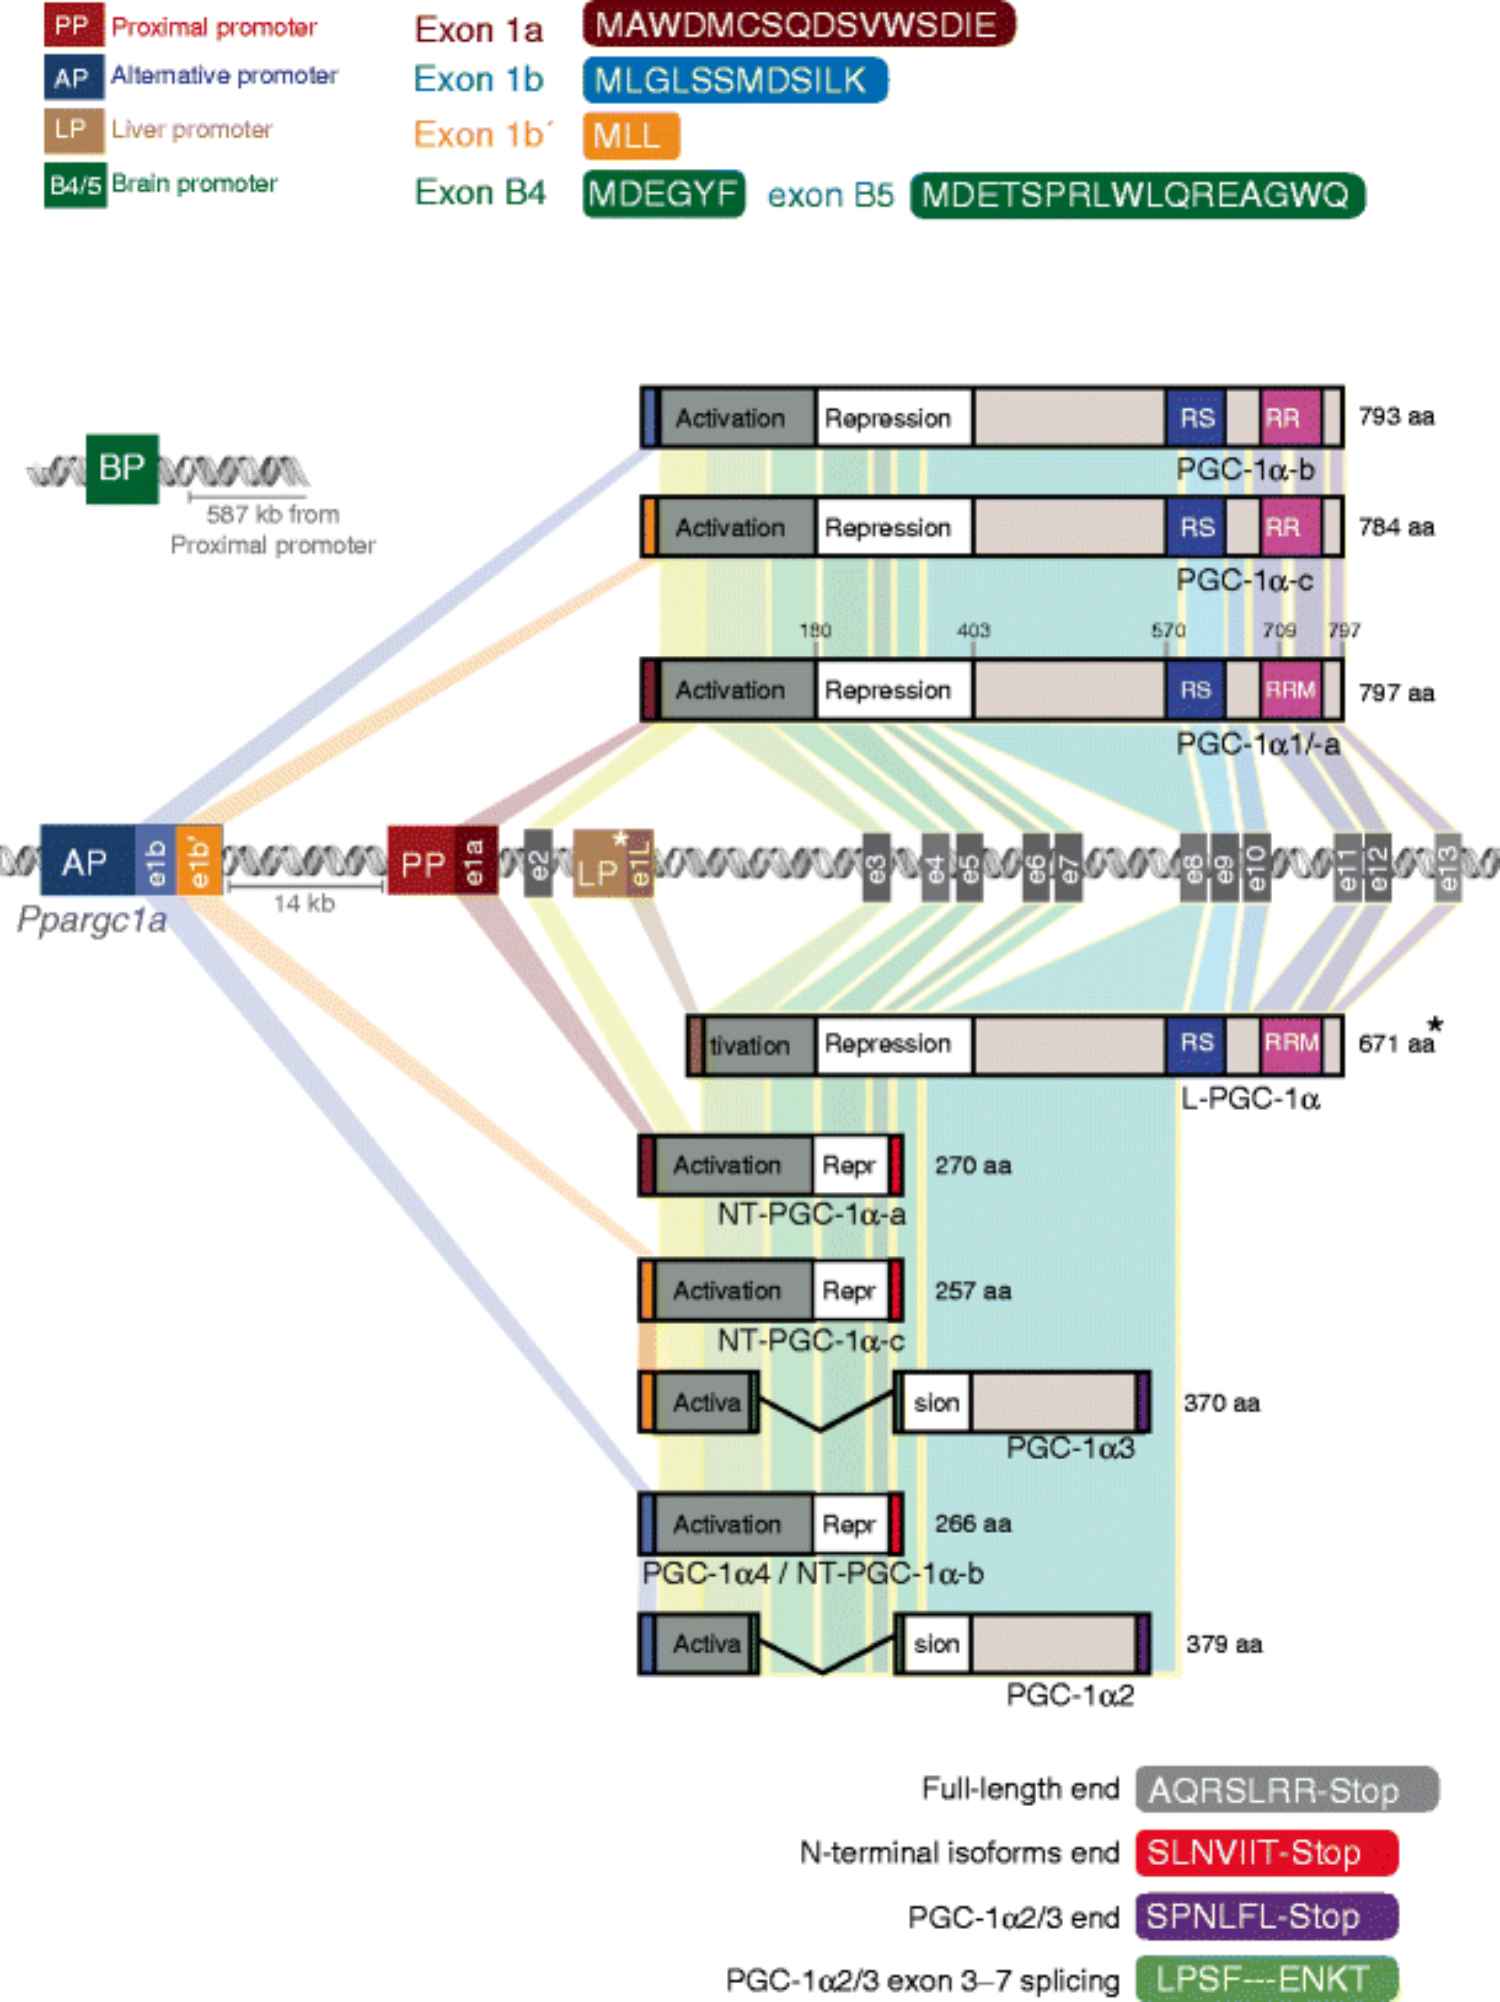 PP Proximal promoter Exon 1a MAWDMCSQDSVWSDIE
AP Alternative promoter Exon 1b MLGLSSMDSILK
LP Liver promoter Exon 1b´ MLL
B4/5 Brain promoter Exon B4 MDEGYF exon B5 MDETSPRLWLQREAGWQ
Activation Repression RS RR 793 aa
PGC-1α-b
BP
587 kb from
Proximal promoter
Activation Repression RS RR 784 aa
PGC-1α-c
180 403 570 709 797
Activation Repression RS RRM 797 aa
PGC-1α1/-a
AP e1b e1b' PP e1a e2 LP* e1L e3 e4 e5 e6 e7 e8 e9 e10 e11 e12 e13
14 kb
Ppargc1a
tivation Repression RS RRM 671 aa*
L-PGC-1α
Activation Repr 270 aa
NT-PGC-1α-a
Activation Repr 257 aa
NT-PGC-1α-c
Activa sion 370 aa
PGC-1α3
Activation Repr 266 aa
PGC-1α4 / NT-PGC-1α-b
Activa sion 379 aa
PGC-1α2
Full-length end AQRSLRR-Stop
N-terminal isoforms end SLNVIIT-Stop
PGC-1α2/3 end SPNLFL-Stop
PGC-1α2/3 exon 3–7 splicing LPSF---ENKT